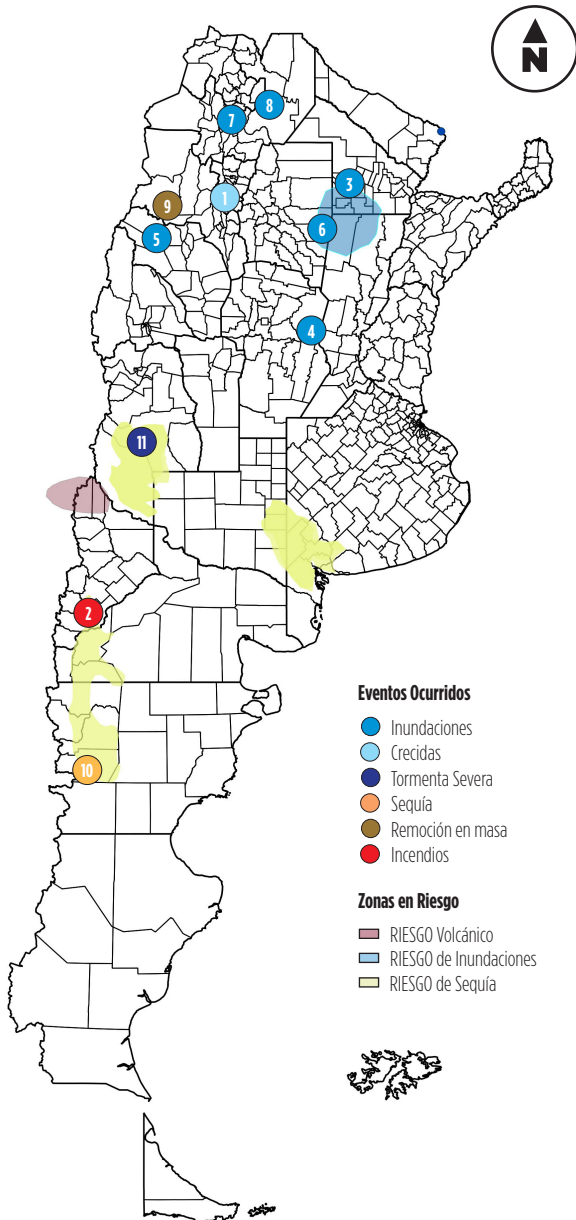 N
8
7
3
1
9
6
5
4
11
2
10
Eventos Ocurridos
Inundaciones
Crecidas
Tormenta Severa
Sequía
Remoción en masa
Incendios
Zonas en Riesgo
RIESGO Volcánico
RIESGO de Inundaciones
RIESGO de Sequía